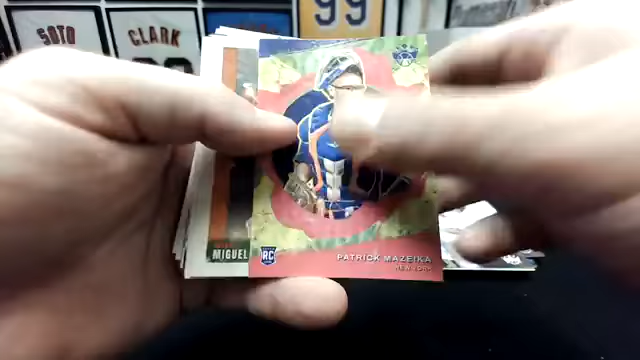 SOTO
CLARK
99
RC
PATRICK MAZEIKA
NEW YORK
MIGUEL